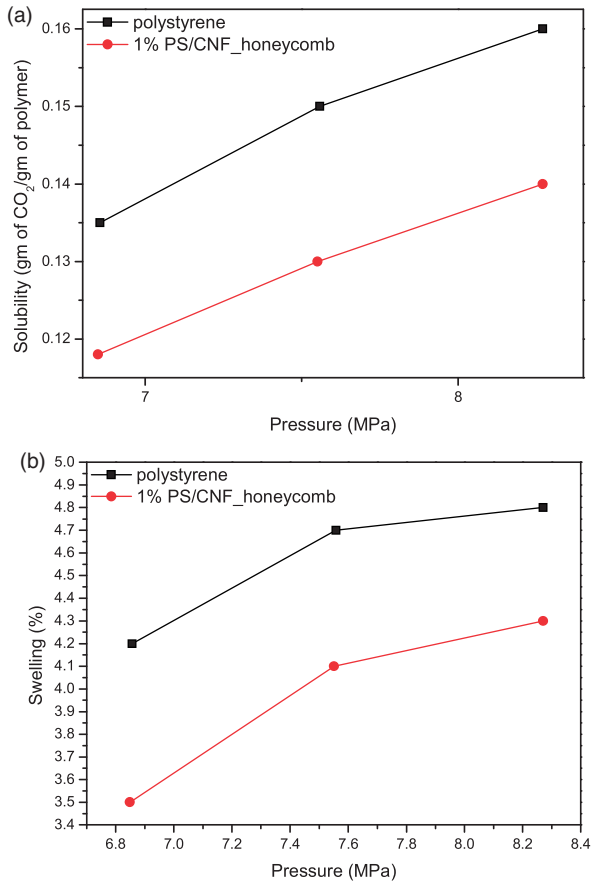 (a)
polystyrene
1% PS/CNF_honeycomb
0.16
0.15
0.14
0.13
0.12
Solubility (gm of CO₂/gm of polymer)
7
8
Pressure (MPa)
(b)
polystyrene
1% PS/CNF_honeycomb
5.0
4.9
4.8
4.7
4.6
4.5
4.4
4.3
4.2
4.1
4.0
3.9
3.8
3.7
3.6
3.5
3.4
Swelling (%)
6.8 7.0 7.2 7.4 7.6 7.8 8.0 8.2 8.4
Pressure (MPa)